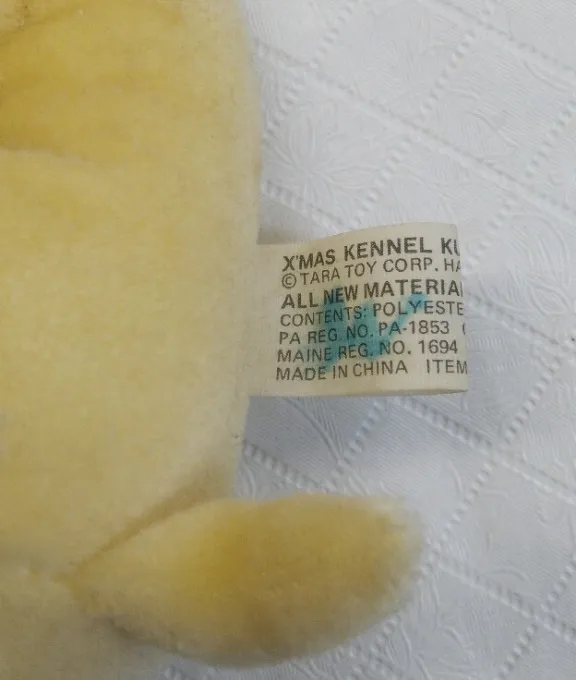 X'MAS KENNEL KU
© TARA TOY CORP. HA
ALL NEW MATERIA
CONTENTS: POLYESTE
PA REG. NO. PA-1853
MAINE REG. NO. 1694
MADE IN CHINA ITEM